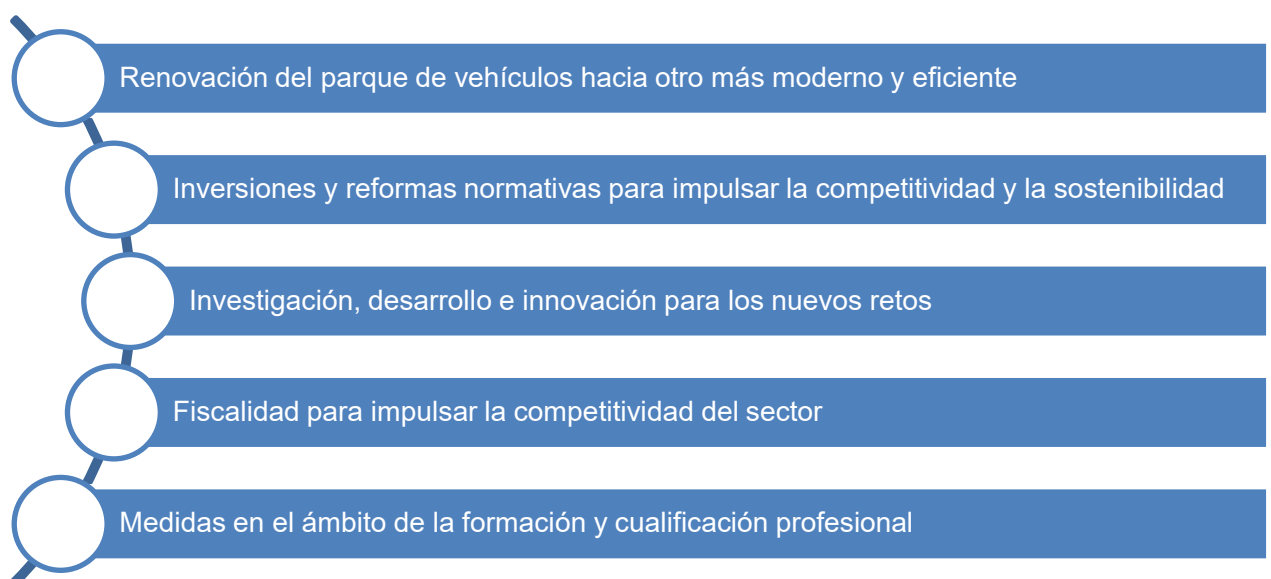 Renovación del parque de vehículos hacia otro más moderno y eficiente
Inversiones y reformas normativas para impulsar la competitividad y la sostenibilidad
Investigación, desarrollo e innovación para los nuevos retos
Fiscalidad para impulsar la competitividad del sector
Medidas en el ámbito de la formación y cualificación profesional